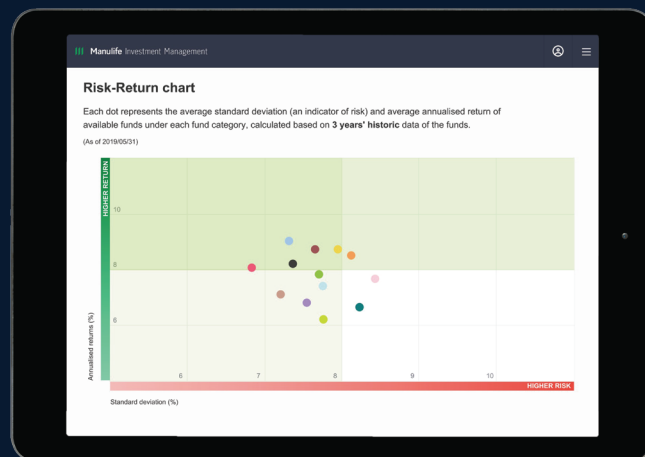 Manulife Investment Management
Risk-Return chart
Each dot represents the average standard deviation (an indicator of risk) and average annualised return of
available funds under each fund category, calculated based on 3 years' historic data of the funds.
(As of 2019/05/31)
HIGHER RETURN
10
8
6
Annualised returns (%)
6
7
8
9
10
HIGHER RISK
Standard deviation (%)